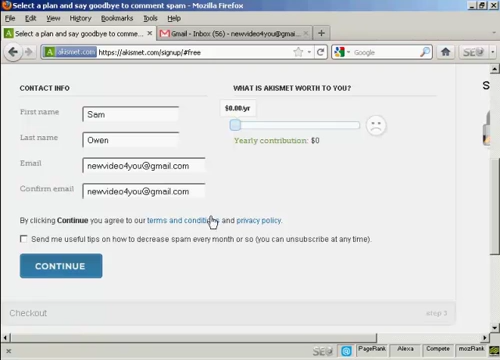 Select a plan and say goodbye to comment spam - Mozilla Firefox
File Edit View History Bookmarks Tools Help
Select a plan and say goodbye to comm... Gmail - Inbox (56) - newvideo4you@gmai...
akismet.com https://akismet.com/signup/#free Google
CONTACT INFO
WHAT IS AKISMET WORTH TO YOU?
First name Sam
$0.00/yr
Last name Owen
Yearly contribution: $0
Email newvideo4you@gmail.com
Confirm email newvideo4you@gmail.com
By clicking Continue you agree to our terms and conditions and privacy policy.
Send me useful tips on how to decrease spam every month or so (you can unsubscribe at any time).
CONTINUE
Checkout step 3
PageRank Alexa mozRank